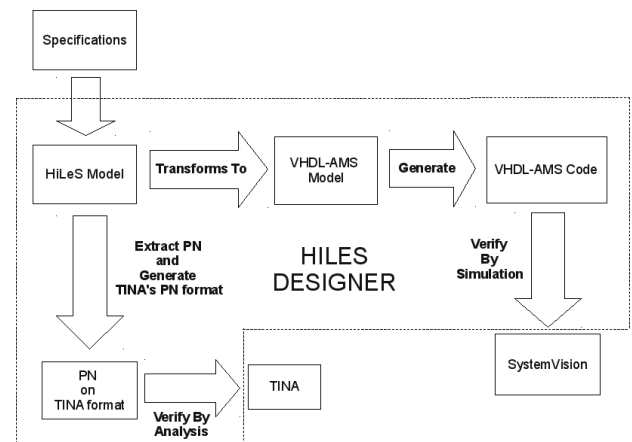 Specifications
HiLeS Model
Transforms To
VHDL-AMS
Model
Generate
VHDL-AMS Code
Extract PN
and
Generate
TINA's PN format
HILES
DESIGNER
Verify
By
Simulation
PN
on
TINA format
Verify By
Analysis
TINA
SystemVision